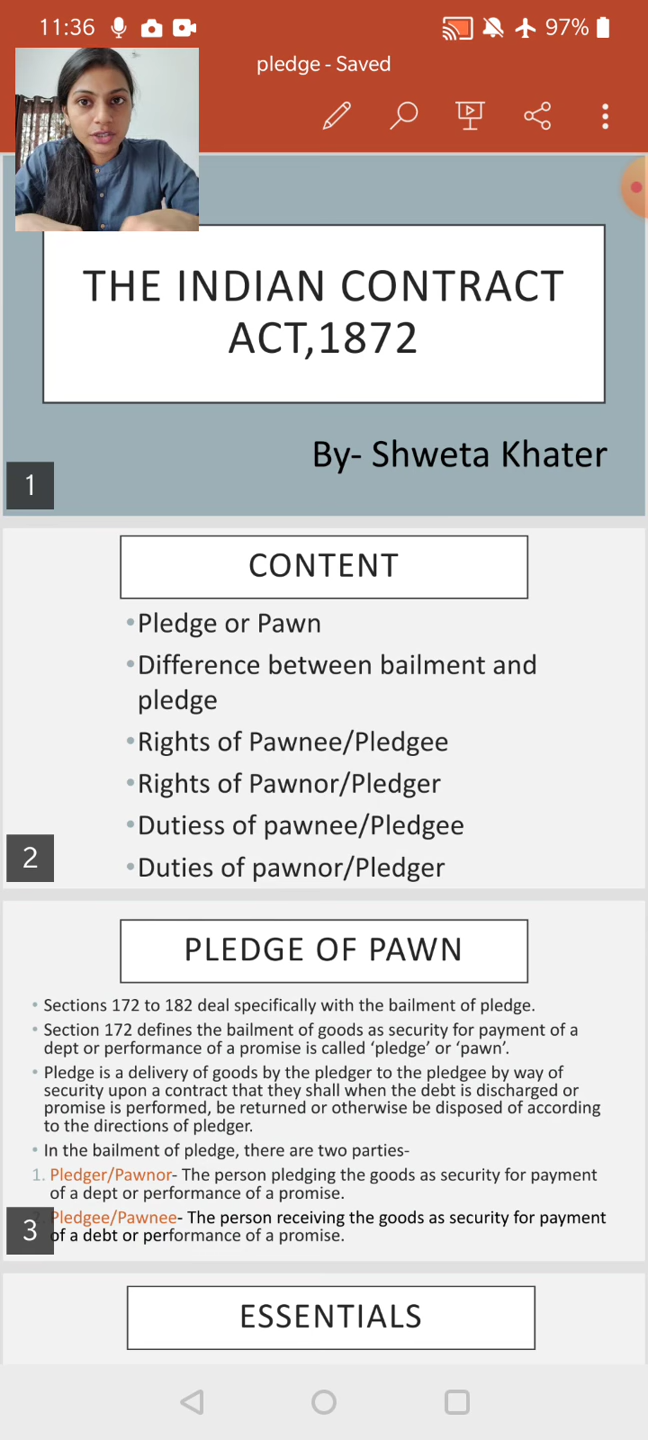 11:36
97%
pledge - Saved
THE INDIAN CONTRACT
ACT,1872
By- Shweta Khater
1
CONTENT
•Pledge or Pawn
•Difference between bailment and
pledge
•Rights of Pawnee/Pledgee
•Rights of Pawnor/Pledger
•Dutiess of pawnee/Pledgee
•Duties of pawnor/Pledger
2
PLEDGE OF PAWN
• Sections 172 to 182 deal specifically with the bailment of pledge.
• Section 172 defines the bailment of goods as security for payment of a
dept or performance of a promise is called ‘pledge’ or ‘pawn’.
• Pledge is a delivery of goods by the pledger to the pledgee by way of
security upon a contract that they shall when the debt is discharged or
promise is performed, be returned or otherwise be disposed of according
to the directions of pledger.
• In the bailment of pledge, there are two parties-
1. Pledger/Pawnor- The person pledging the goods as security for payment
of a dept or performance of a promise.
Pledgee/Pawnee- The person receiving the goods as security for payment
of a debt or performance of a promise.
3
ESSENTIALS